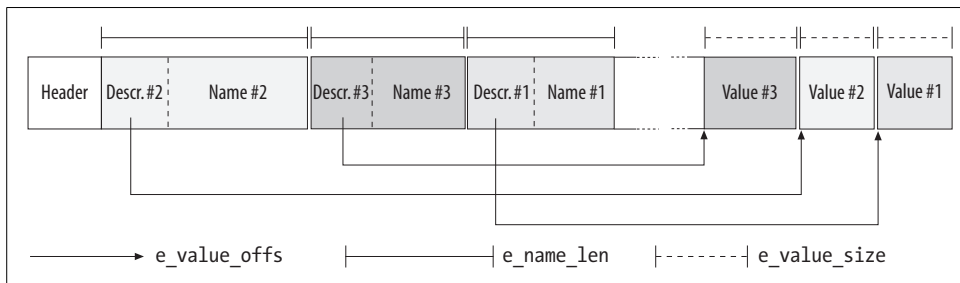 Header
Descr. #2
Name #2
Descr. #3
Name #3
Descr. #1
Name #1
Value #3
Value #2
Value #1
e_value_offs
e_name_len
e_value_size